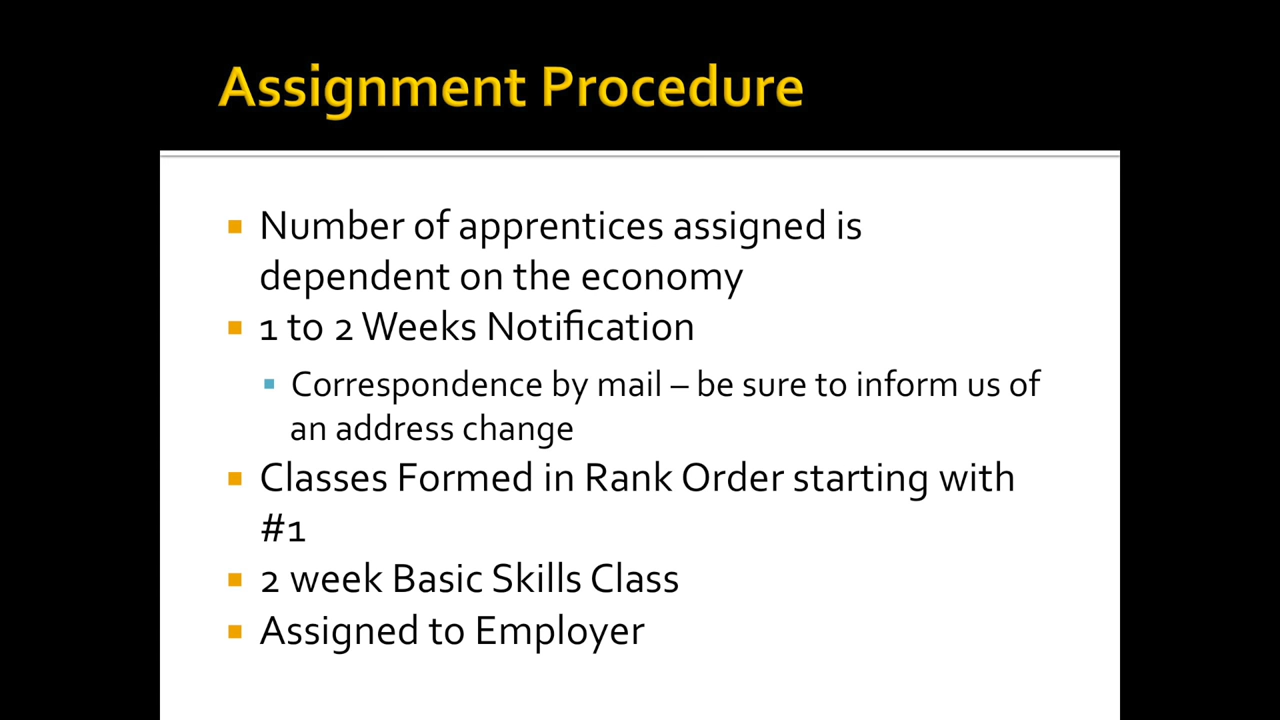 Assignment Procedure
Number of apprentices assigned is
dependent on the economy
1 to 2 Weeks Notification
Correspondence by mail – be sure to inform us of
an address change
Classes Formed in Rank Order starting with
#1
2 week Basic Skills Class
Assigned to Employer